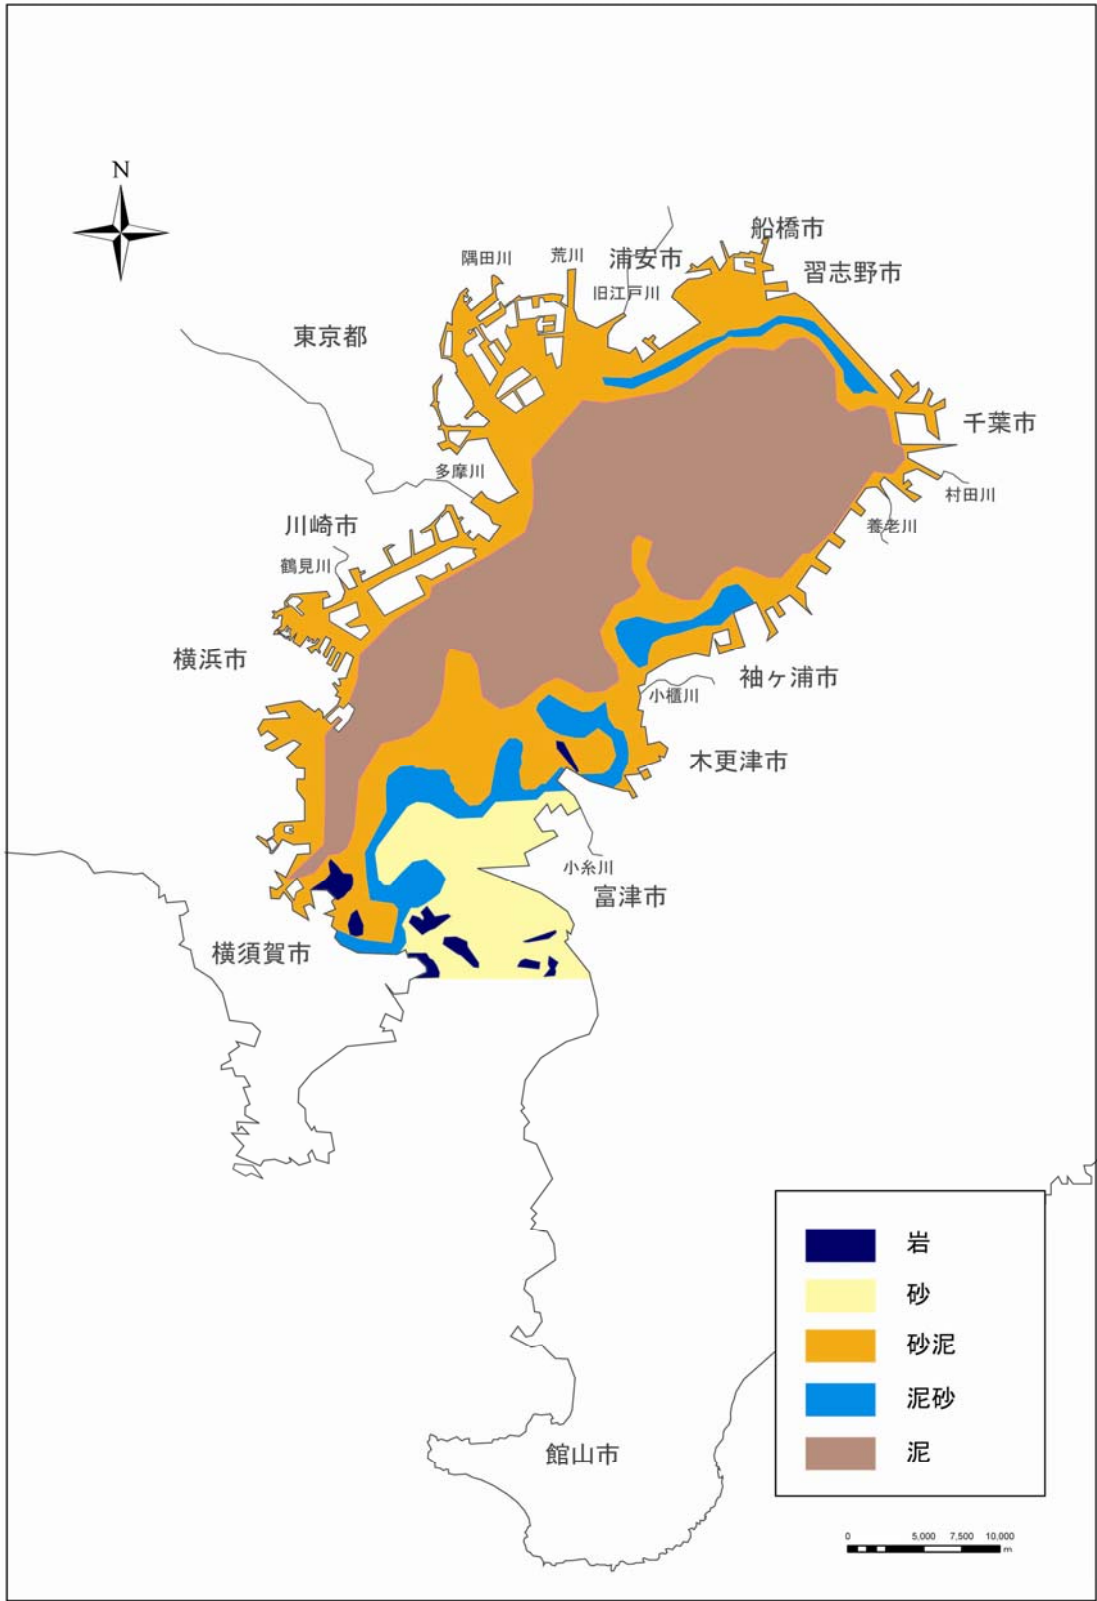 N
船橋市
隅田川
荒川
浦安市
習志野市
旧江戸川
東京都
千葉市
多摩川
村田川
川崎市
養老川
鶴見川
横浜市
袖ヶ浦市
小櫃川
木更津市
小糸川
富津市
横須賀市
岩
砂
砂泥
泥砂
泥
館山市
0 5,000 7,500 10,000
m